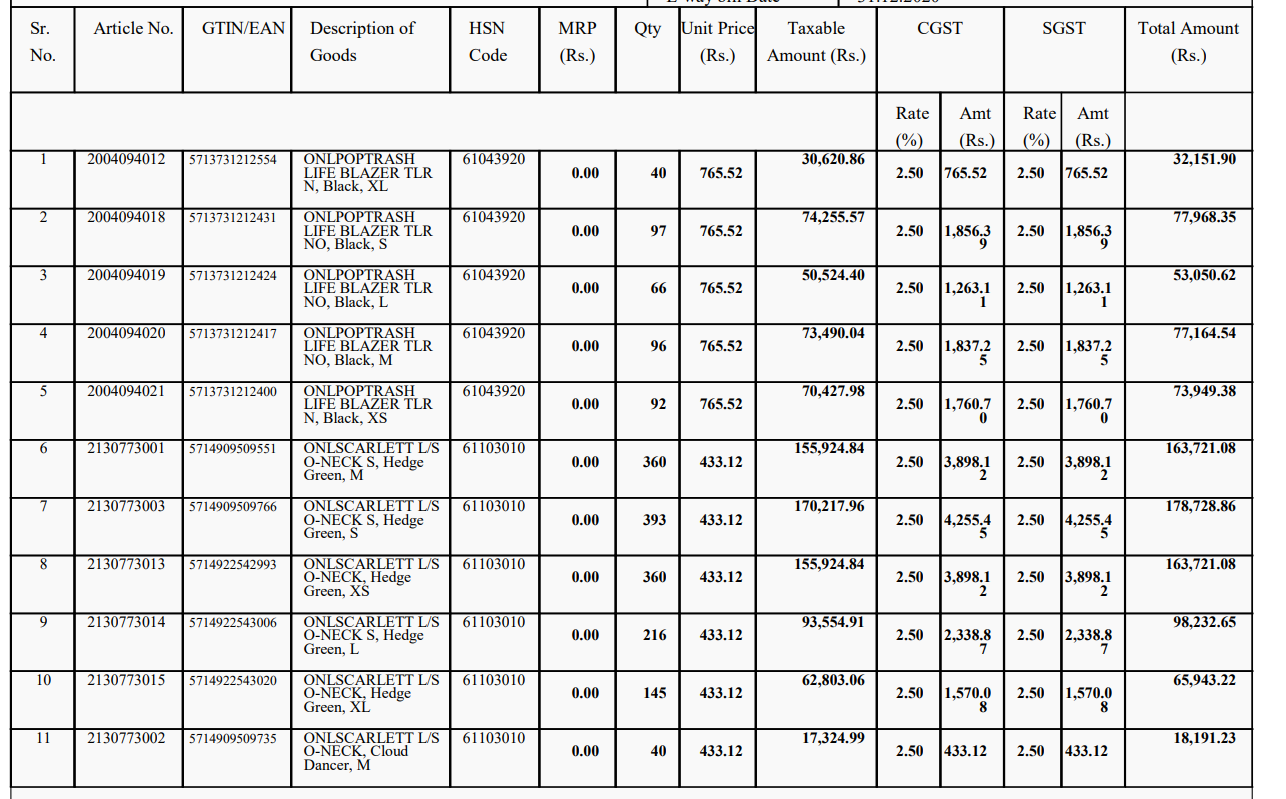 Sr. No. Article No. GTIN/EAN Description of Goods HSN Code MRP (Rs.) Qty Unit Price (Rs.) Taxable Amount (Rs.) CGST SGST Total Amount (Rs.)
Rate (%) Amt (Rs.) Rate (%) Amt (Rs.)
1 2004094012 5713731212554 ONLPOPTRASH LIFE BLAZER TLR N, Black, XL 61043920 0.00 40 765.52 30,620.86 2.50 765.52 2.50 765.52 32,151.90
2 2004094018 5713731212431 ONLPOPTRASH LIFE BLAZER TLR NO, Black, S 61043920 0.00 97 765.52 74,255.57 2.50 1,856.39 2.50 1,856.39 77,968.35
3 2004094019 5713731212424 ONLPOPTRASH LIFE BLAZER TLR NO, Black, L 61043920 0.00 66 765.52 50,524.40 2.50 1,263.11 2.50 1,263.11 53,050.62
4 2004094020 5713731212417 ONLPOPTRASH LIFE BLAZER TLR NO, Black, M 61043920 0.00 96 765.52 73,490.04 2.50 1,837.25 2.50 1,837.25 77,164.54
5 2004094021 5713731212400 ONLPOPTRASH LIFE BLAZER TLR N, Black, XS 61043920 0.00 92 765.52 70,427.98 2.50 1,760.70 2.50 1,760.70 73,949.38
6 2130773001 5714909509551 ONLSCARLETT L/S O-NECK S, Hedge Green, M 61103010 0.00 360 433.12 155,924.84 2.50 3,898.12 2.50 3,898.12 163,721.08
7 2130773003 5714909509766 ONLSCARLETT L/S O-NECK S, Hedge Green, S 61103010 0.00 393 433.12 170,217.96 2.50 4,255.45 2.50 4,255.45 178,728.86
8 2130773013 5714922542993 ONLSCARLETT L/S O-NECK, Hedge Green, XS 61103010 0.00 360 433.12 155,924.84 2.50 3,898.12 2.50 3,898.12 163,721.08
9 2130773014 5714922543006 ONLSCARLETT L/S O-NECK S, Hedge Green, L 61103010 0.00 216 433.12 93,554.91 2.50 2,338.87 2.50 2,338.87 98,232.65
10 2130773015 5714922543020 ONLSCARLETT L/S O-NECK, Hedge Green, XL 61103010 0.00 145 433.12 62,803.06 2.50 1,570.08 2.50 1,570.08 65,943.22
11 2130773002 5714909509735 ONLSCARLETT L/S O-NECK, Cloud Dancer, M 61103010 0.00 40 433.12 17,324.99 2.50 433.12 2.50 433.12 18,191.23